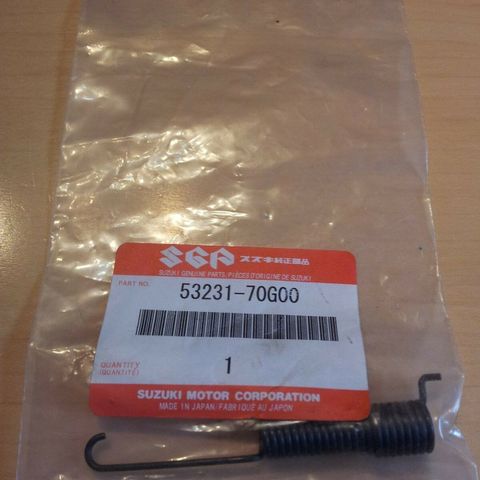 SGP スズキ純正部品
SUZUKI GENUINE PARTS/PIÈCES D'ORIGINE DE SUZUKI
PART NO. 53231-70G00
QUANTITY
(QUANTITÉ) 1
SUZUKI MOTOR CORPORATION
MADE IN JAPAN/FABRIQUÉ AU JAPON